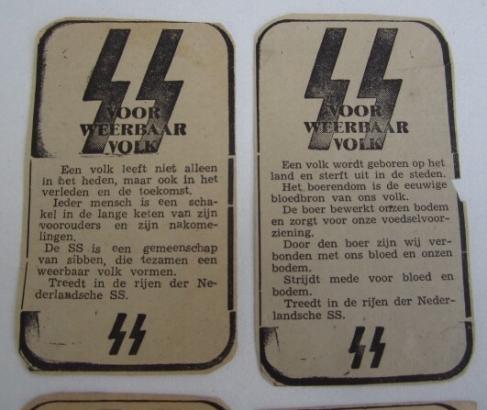 SS
VOOR
WEERBAAR
VOLK
Een volk leeft niet alleen
in het heden, maar ook in het
verleden en de toekomst.
Ieder mensch is een scha-
kel in de lange keten van zijn
voorouders en zijn nakome-
lingen.
De SS is een gemeenschap
van sibben, die tezamen een
weerbaar volk vormen.
Treedt in de rijen der Ne-
derlandsche SS.
SS
SS
VOOR
WEERBAAR
VOLK
Een volk wordt geboren op het
land en sterft uit in de steden.
Het boerendom is de eeuwige
bloedbron van ons volk.
De boer bewerkt onzen bodem
en zorgt voor onze voedselvoor-
ziening.
Door den boer zijn wij ver-
bonden met ons bloed en onzen
bodem.
Strijdt mede voor bloed en
bodem.
Treedt in de rijen der Neder-
landsche SS.
SS